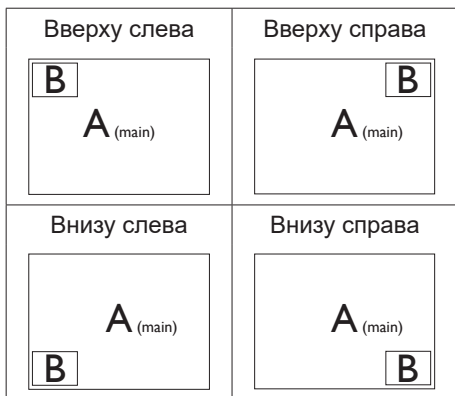 Вверху слева
B
A (main)
Вверху справа
B
A (main)
Внизу слева
A (main)
B
Внизу справа
A (main)
B